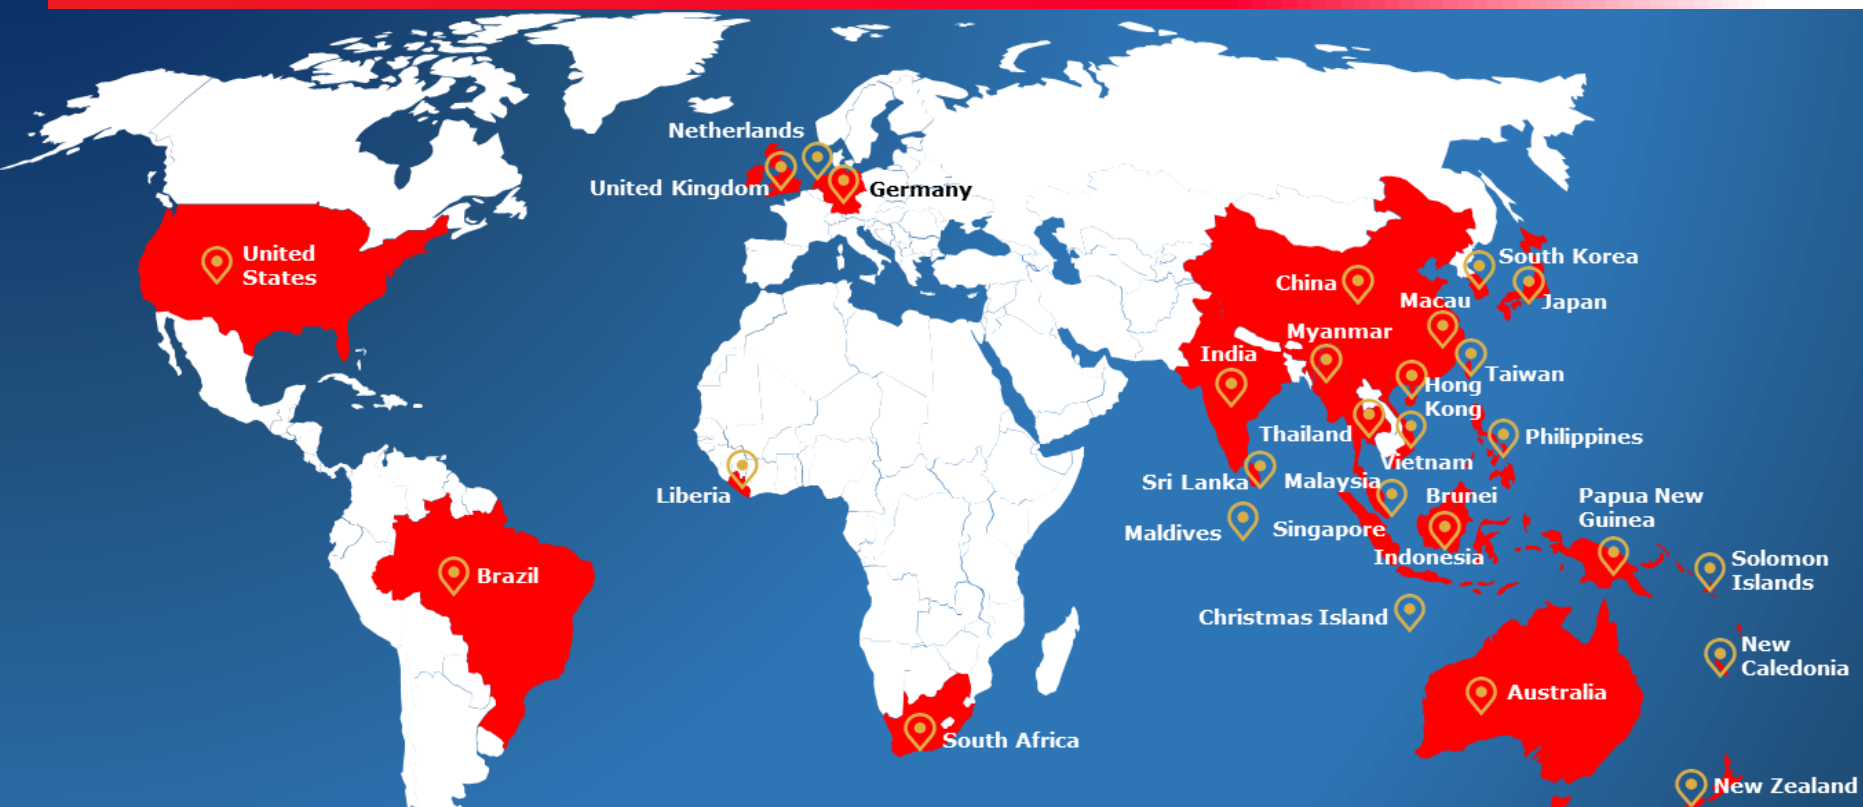 Netherlands
United Kingdom
Germany
United
States
South Korea
China
Macau
Japan
Myanmar
India
Taiwan
Hong
Kong
Thailand
Philippines
Vietnam
Sri Lanka
Malaysia
Liberia
Brunei
Papua New
Guinea
Maldives
Singapore
Indonesia
Solomon
Islands
Brazil
Christmas Island
New
Caledonia
Australia
South Africa
New Zealand